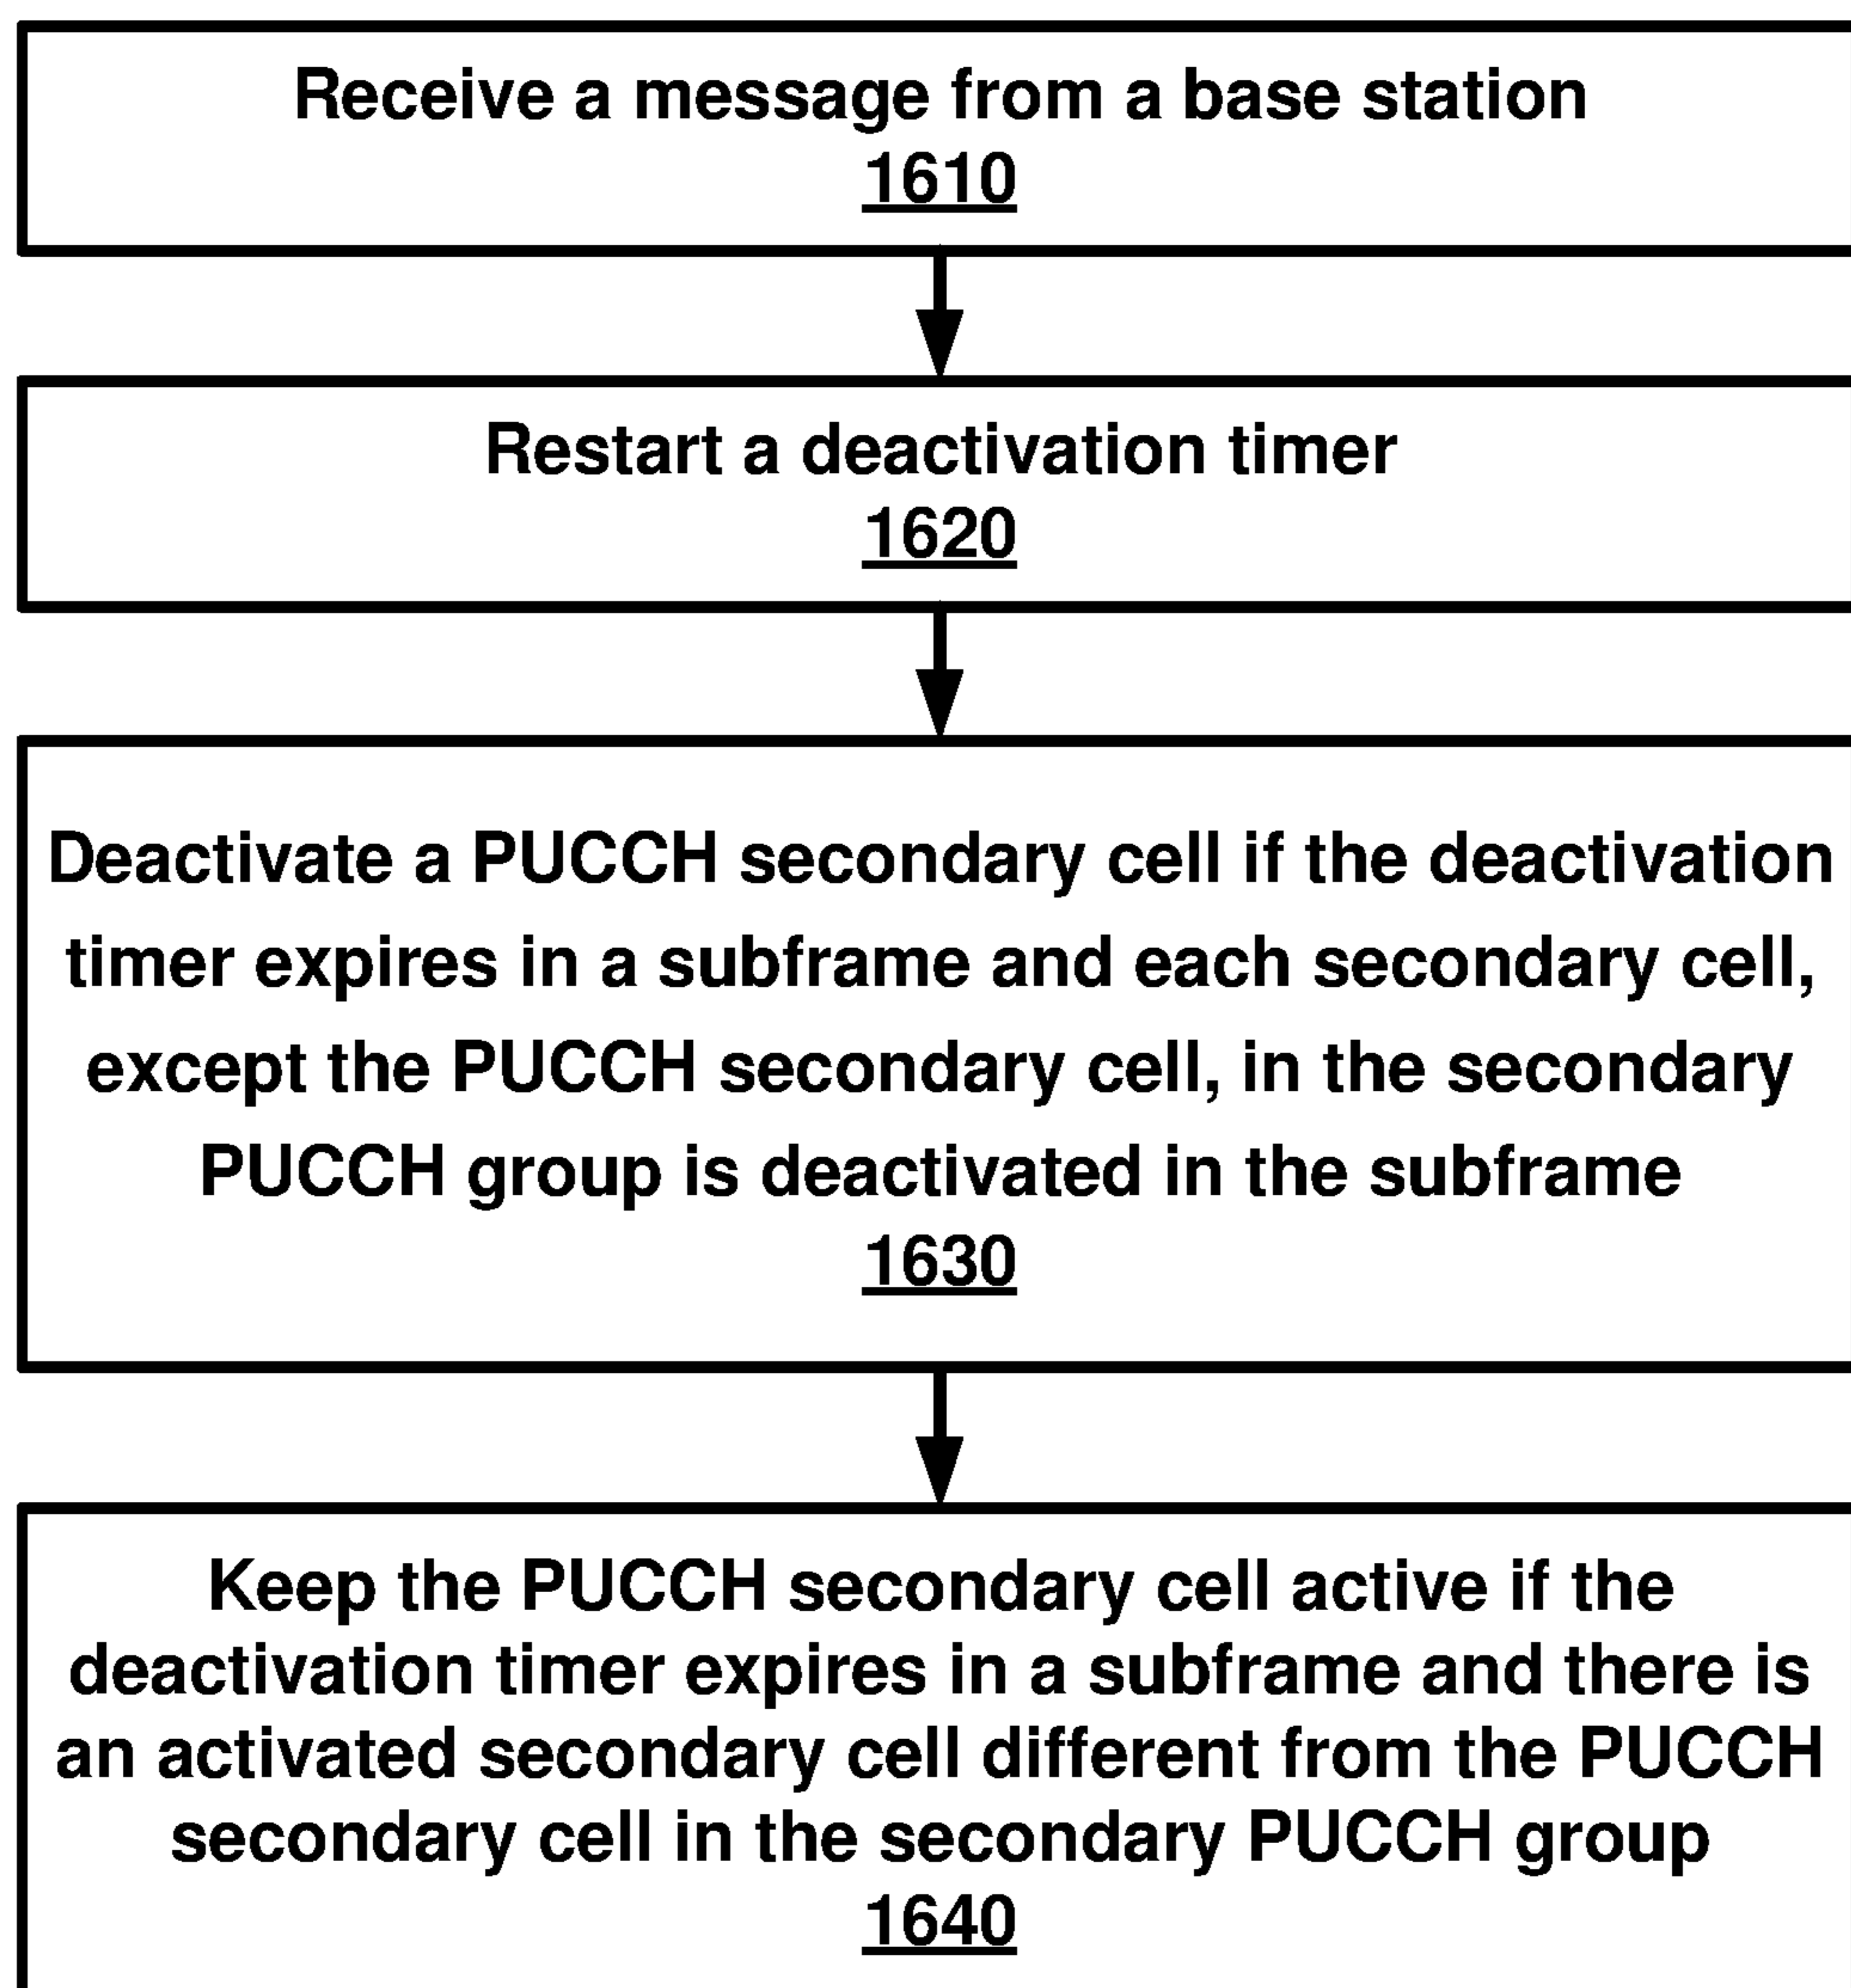 Receive a message from a base station
1610
Restart a deactivation timer
1620
Deactivate a PUCCH secondary cell if the deactivation
timer expires in a subframe and each secondary cell,
except the PUCCH secondary cell, in the secondary
PUCCH group is deactivated in the subframe
1630
Keep the PUCCH secondary cell active if the
deactivation timer expires in a subframe and there is
an activated secondary cell different from the PUCCH
secondary cell in the secondary PUCCH group
1640